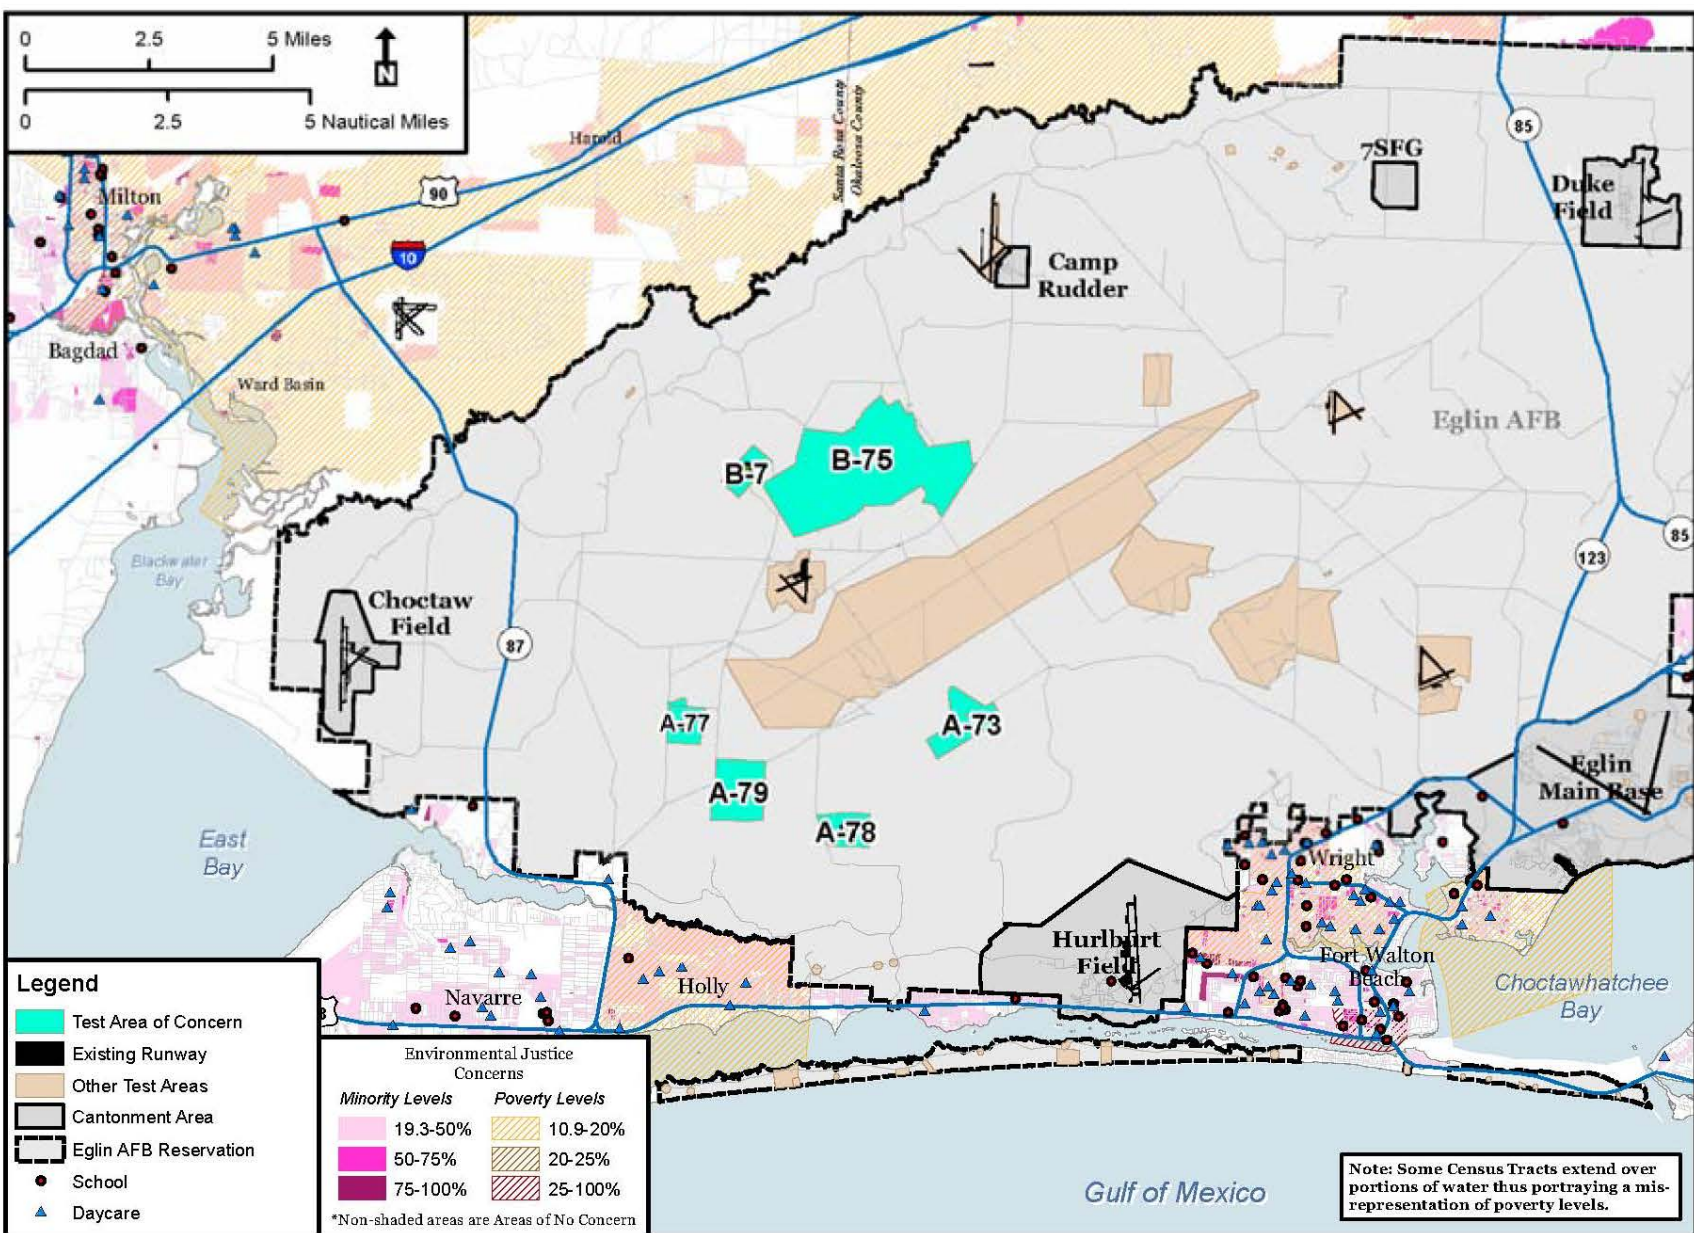 0 2.5 5 Miles
N
0 2.5 5 Nautical Miles
Santa Rosa County
Okaloosa County
Harold
85
7SFG
Milton
90
Duke
Field
10
Camp
Rudder
Bagdad
Ward Basin
Eglin AFB
B-7
B-75
85
123
Blackwater
Bay
Choctaw
Field
87
A-77
A-73
Eglin
Main Base
A-79
A-78
East
Bay
Wright
Hurlburt
Field
Fort Walton
Beach
Choctawhatchee
Bay
Holly
Navarre
Legend
Test Area of Concern
Existing Runway
Other Test Areas
Cantonment Area
Eglin AFB Reservation
School
Daycare
Environmental Justice
Concerns
Minority Levels Poverty Levels
19.3-50% 10.9-20%
50-75% 20-25%
75-100% 25-100%
*Non-shaded areas are Areas of No Concern
Gulf of Mexico
Note: Some Census Tracts extend over
portions of water thus portraying a mis-
representation of poverty levels.